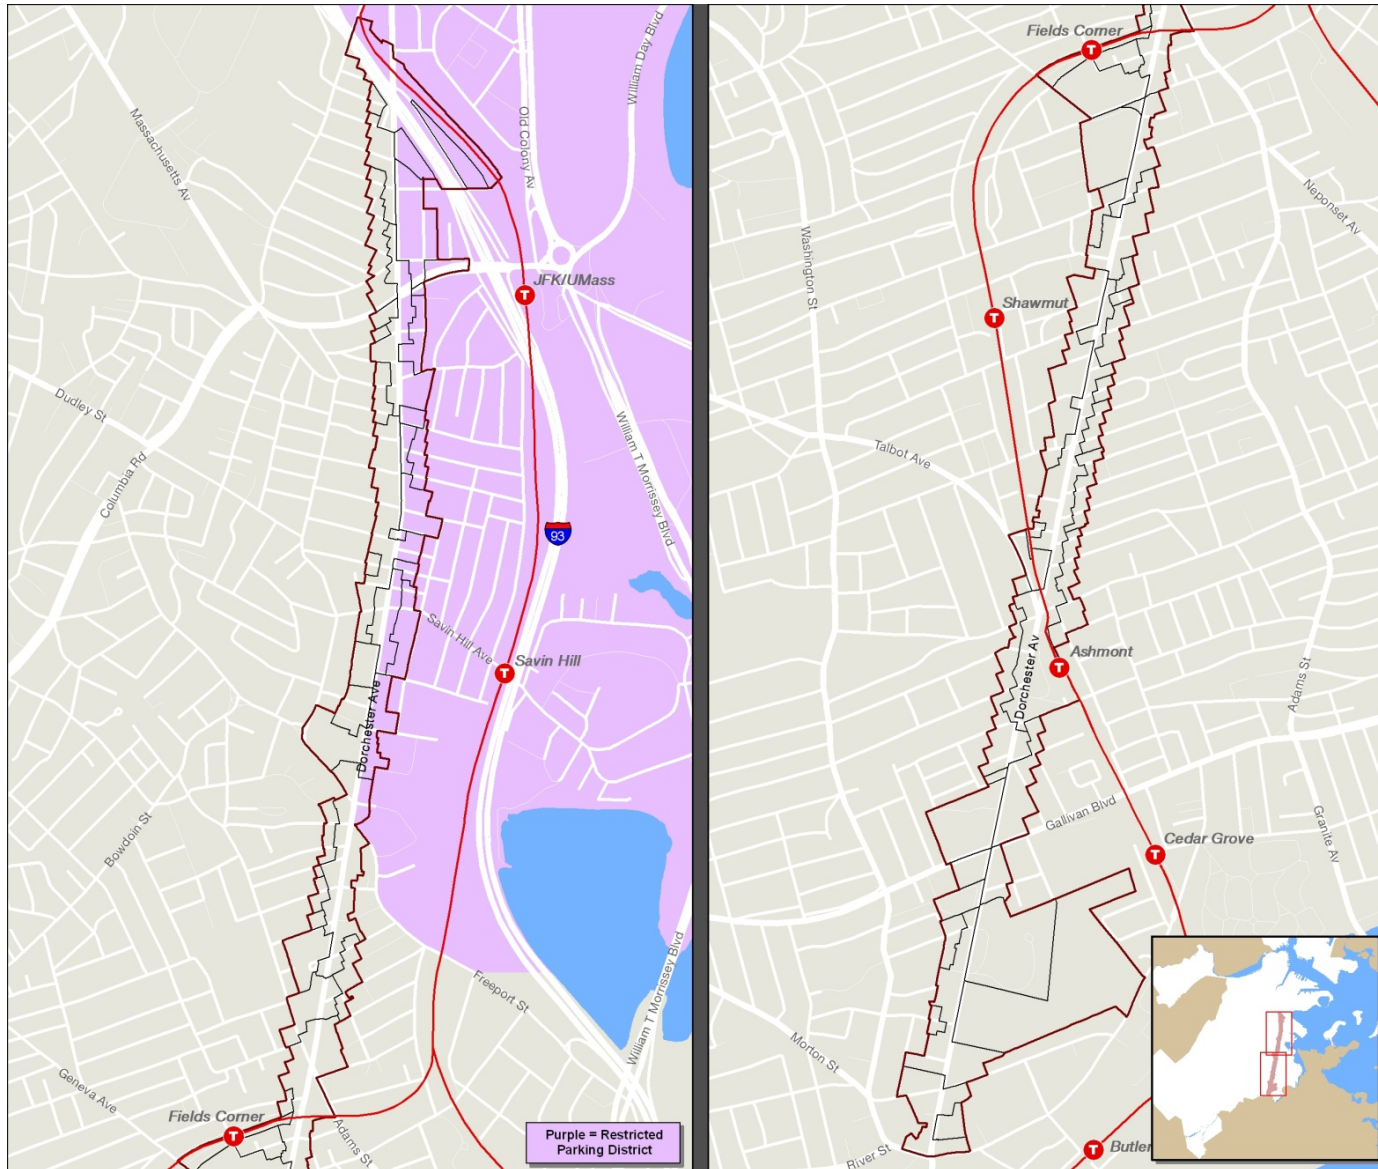 William Day Blvd
Old Colony Av
Massachusetts Av
JFK/UMass
Dudley St
Columbia Rd
William T Morrissey Blvd
93
Savin Hill Ave
Savin Hill
Dorchester Ave
Bowdoin St
Freeport St
William T Morrissey Blvd
Geneva Ave
Fields Corner
Adams St
Purple = Restricted
Parking District
Fields Corner
Neponset Av
Washington St
Shawmut
Talbot Ave
Ashmont
Dorchester Av
Adams St
Gallivan Blvd
Granite Av
Cedar Grove
Morton St
River St
Butler
T
T
T
T
T
T
T
T